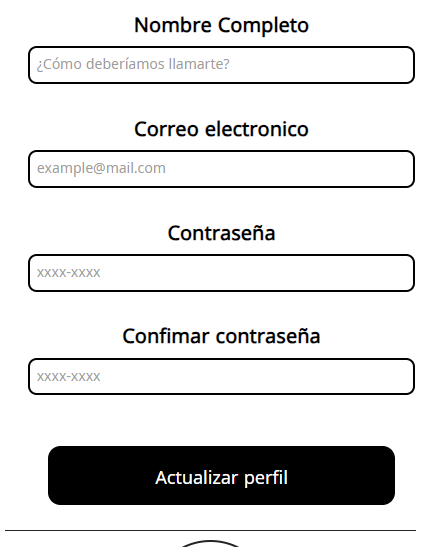 Nombre Completo
¿Cómo deberíamos llamarte?
Correo electronico
example@mail.com
Contraseña
xxxx-xxxx
Confimar contraseña
xxxx-xxxx
Actualizar perfil